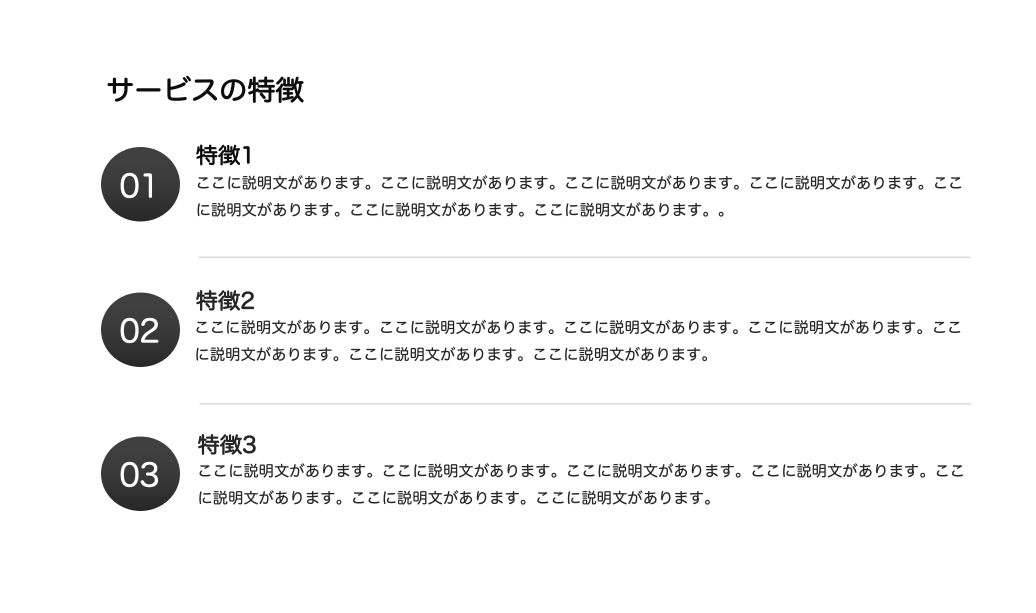 サービスの特徴
01
特徴1
ここに説明文があります。ここに説明文があります。ここに説明文があります。ここに説明文があります。ここ
に説明文があります。ここに説明文があります。ここに説明文があります。。
02
特徴2
ここに説明文があります。ここに説明文があります。ここに説明文があります。ここに説明文があります。ここ
に説明文があります。ここに説明文があります。ここに説明文があります。
03
特徴3
ここに説明文があります。ここに説明文があります。ここに説明文があります。ここに説明文があります。ここ
に説明文があります。ここに説明文があります。ここに説明文があります。